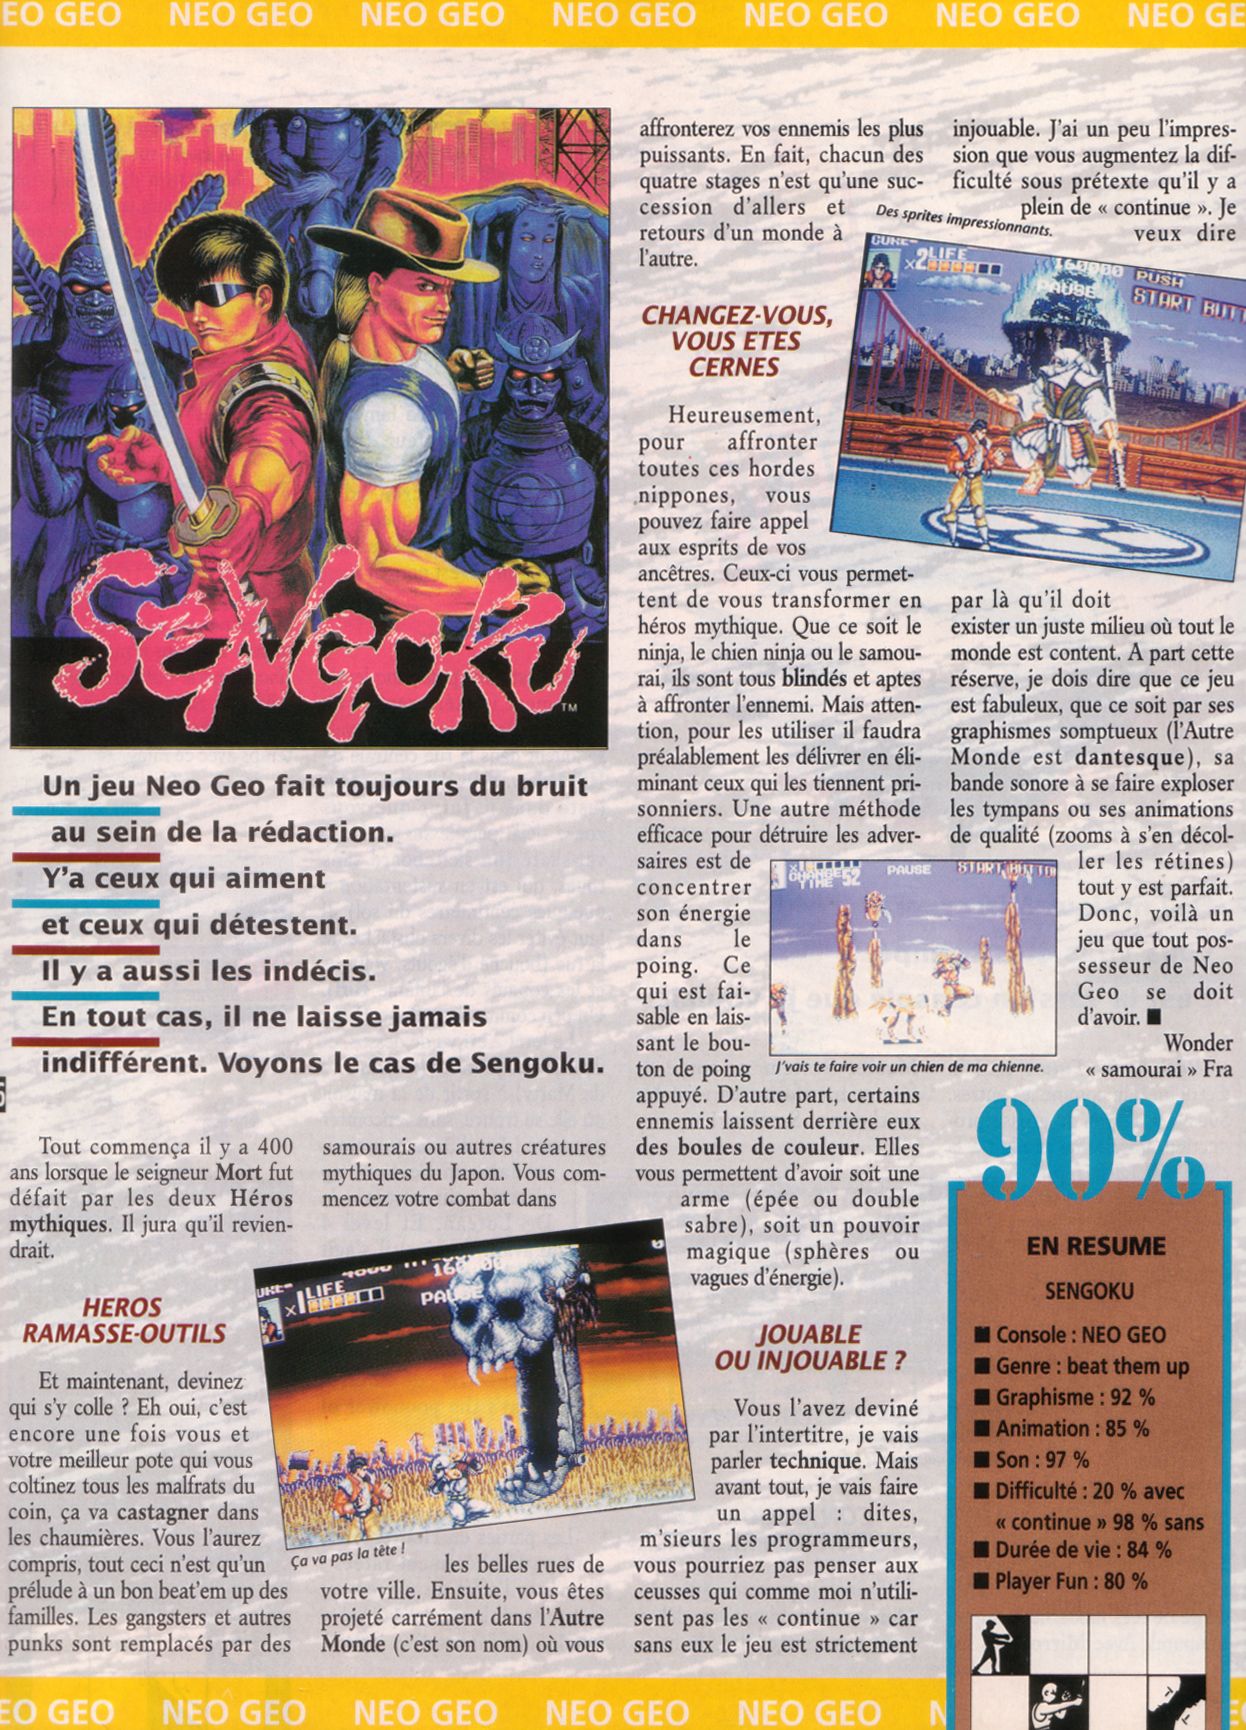 EO GEO NEO GEO NEO GEO NEO GEO NEO GEO NEO GEO NEO GE
SENGOKU
TM
Un jeu Neo Geo fait toujours du bruit
au sein de la rédaction.
Y'a ceux qui aiment
et ceux qui détestent.
Il y a aussi les indécis.
En tout cas, il ne laisse jamais
indifférent. Voyons le cas de Sengoku.
Tout commença il y a 400
ans lorsque le seigneur Mort fut
défait par les deux Héros
mythiques. Il jura qu'il revien-
drait.
HEROS
RAMASSE-OUTILS
Et maintenant, devinez
qui s'y colle ? Eh oui, c'est
encore une fois vous et
votre meilleur pote qui vous
coltinez tous les malfrats du
coin, ça va castagner dans
les chaumières. Vous l'aurez
compris, tout ceci n'est qu'un
prélude à un bon beat'em up des
familles. Les gangsters et autres
punks sont remplacés par des
samourais ou autres créatures
mythiques du Japon. Vous com-
mencez votre combat dans
LIFE
x1
PAUSE
Ça va pas la tête !
les belles rues de
votre ville. Ensuite, vous êtes
projeté carrément dans l'Autre
Monde (c'est son nom) où vous
affronterez vos ennemis les plus
puissants. En fait, chacun des
quatre stages n'est qu'une suc-
cession d'allers et
retours d'un monde à
l'autre.
CHANGEZ-VOUS,
VOUS ETES
CERNES
Heureusement,
pour affronter
toutes ces hordes
nippones, vous
pouvez faire appel
aux esprits de vos
ancêtres. Ceux-ci vous permet-
tent de vous transformer en
héros mythique. Que ce soit le
ninja, le chien ninja ou le samou-
rai, ils sont tous blindés et aptes
à affronter l'ennemi. Mais atten-
tion, pour les utiliser il faudra
préalablement les délivrer en éli-
minant ceux qui les tiennent pri-
sonniers. Une autre méthode
efficace pour détruire les adver-
saires est de
concentrer
son énergie
dans le
poing. Ce
qui est fai-
sable en lais-
sant le bou-
ton de poing
appuyé. D'autre part, certains
ennemis laissent derrière eux
des boules de couleur. Elles
vous permettent d'avoir soit une
arme (épée ou double
sabre), soit un pouvoir
magique (sphères ou
vagues d'énergie).
CHANGE
TIME 52
PAUSE
START BUTTON
J'vais te faire voir un chien de ma chienne.
JOUABLE
OU INJOUABLE ?
Vous l'avez deviné
par l'intertitre, je vais
parler technique. Mais
avant tout, je vais faire
un appel : dites,
m'sieurs les programmeurs,
vous pourriez pas penser aux
ceusses qui comme moi n'utili-
sent pas les « continue » car
sans eux le jeu est strictement
injouable. J'ai un peu l'impres-
sion que vous augmentez la dif-
ficulté sous prétexte qu'il y a
plein de « continue ». Je
veux dire
Des sprites impressionnants.
LIFE
x2
160000
PAUSE
PUSH
START BUTT
par là qu'il doit
exister un juste milieu où tout le
monde est content. A part cette
réserve, je dois dire que ce jeu
est fabuleux, que ce soit par ses
graphismes somptueux (l'Autre
Monde est dantesque), sa
bande sonore à se faire exploser
les tympans ou ses animations
de qualité (zooms à s'en décol-
ler les rétines)
tout y est parfait.
Donc, voilà un
jeu que tout pos-
sesseur de Neo
Geo se doit
d'avoir. ■
Wonder
« samourai » Fra
90%
EN RESUME
SENGOKU
■ Console : NEO GEO
■ Genre : beat them up
■ Graphisme : 92 %
■ Animation : 85 %
■ Son : 97 %
■ Difficulté : 20 % avec
« continue » 98 % sans
■ Durée de vie : 84 %
■ Player Fun : 80 %
EO GEO NEO GEO NEO GEO NEO GEO NEO GEO N